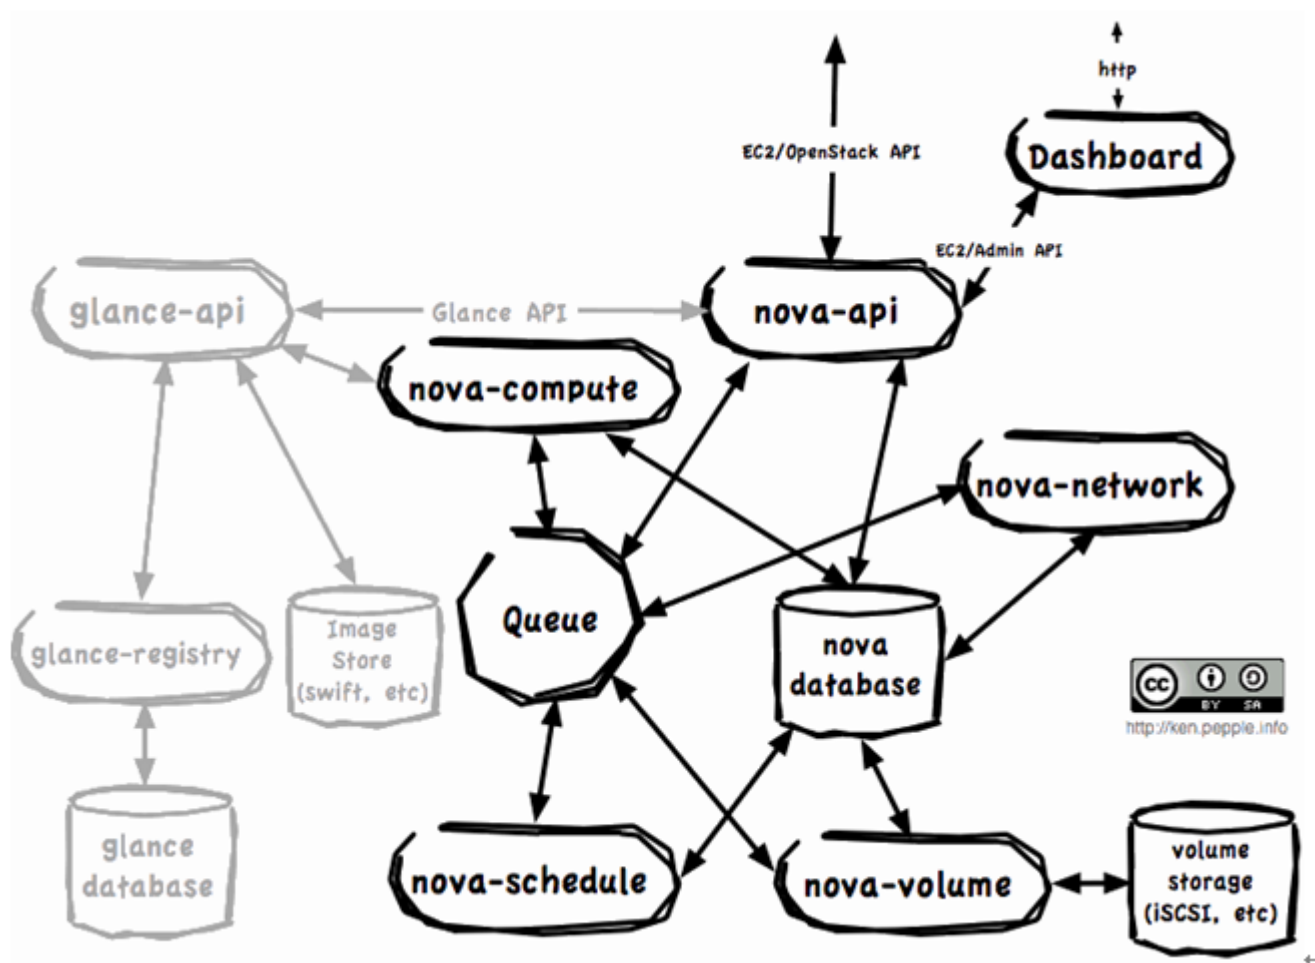 http
EC2/OpenStack API
Dashboard
EC2/Admin API
glance-api
Glance API
nova-api
nova-compute
nova-network
Queue
Image
Store
(swift, etc)
glance-registry
nova
database
cc
BY SA
http://ken.pepple.info
glance
database
nova-schedule
nova-volume
volume
storage
(iSCSI, etc)